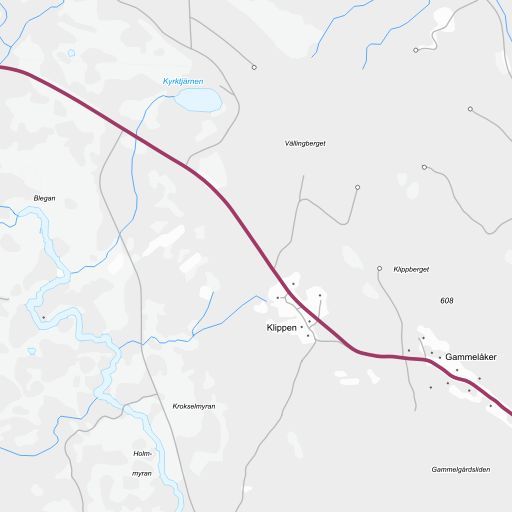 Kyrktjärnen
Vällingberget
Blegan
Klippberget
608
Klippen
Gammelåker
Krokselmyran
Holm-
myran
Gammelgårdsliden